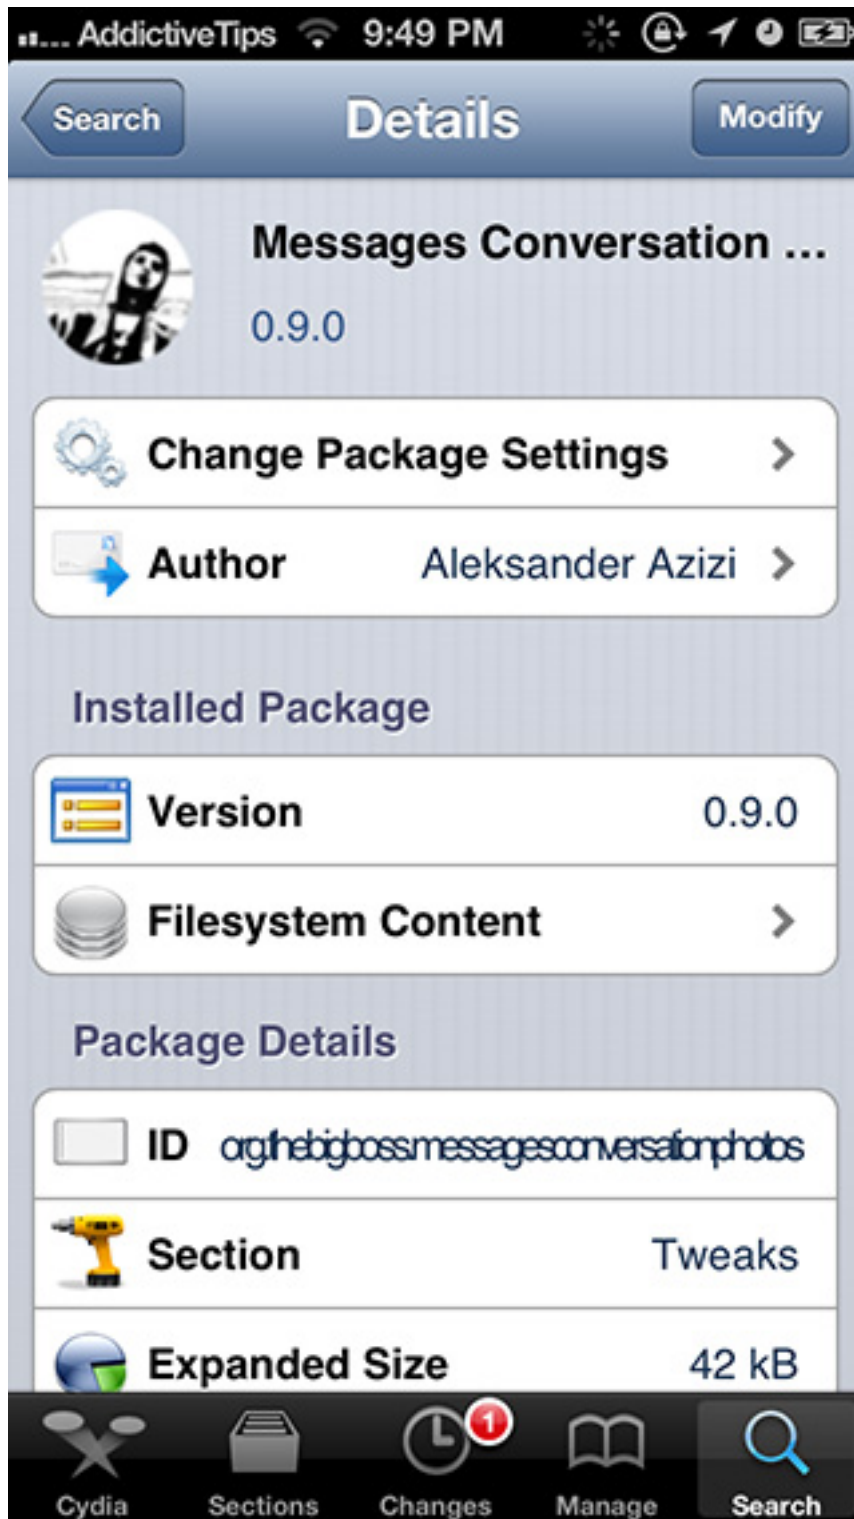 ... AddictiveTips 9:49 PM
Search Details Modify
Messages Conversation ...
0.9.0
Change Package Settings
Author Aleksander Azizi
Installed Package
Version 0.9.0
Filesystem Content
Package Details
ID org.thebigboss.messagesconversationphotos
Section Tweaks
Expanded Size 42 kB
1
Cydia Sections Changes Manage Search